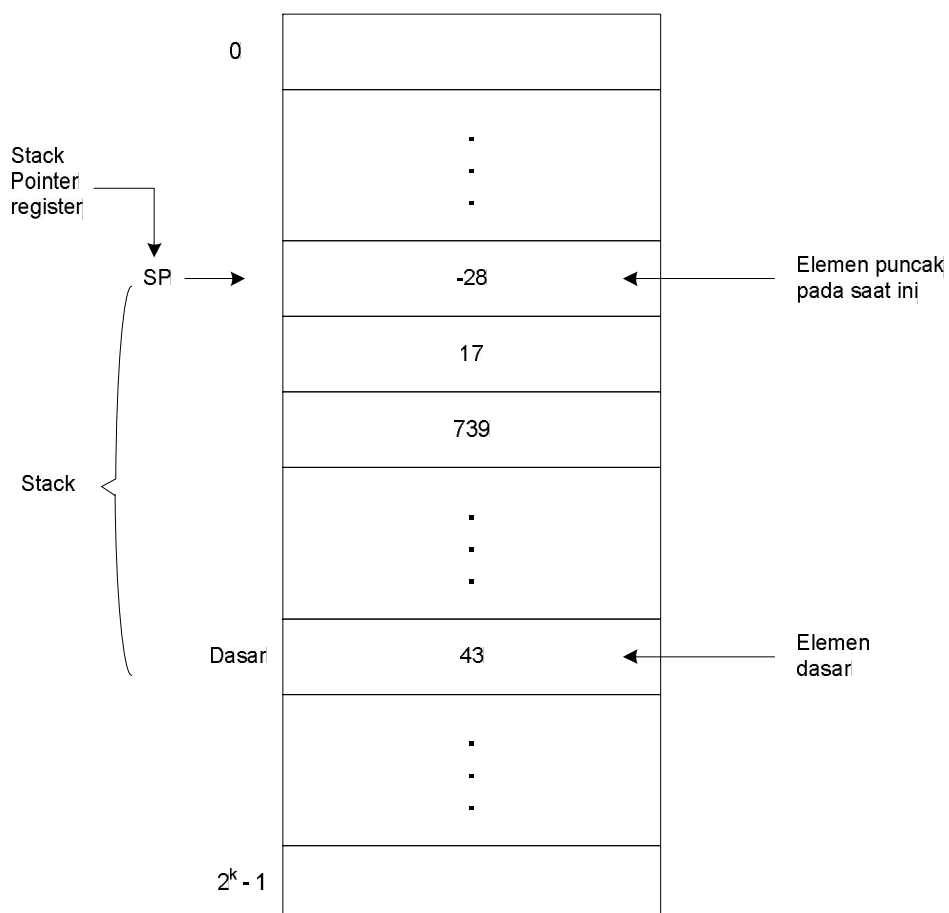 0
Stack
Pointer
register
SP
-28
Elemen puncak
pada saat ini
17
739
Stack
Dasar
43
Elemen
dasar
2ᵏ - 1